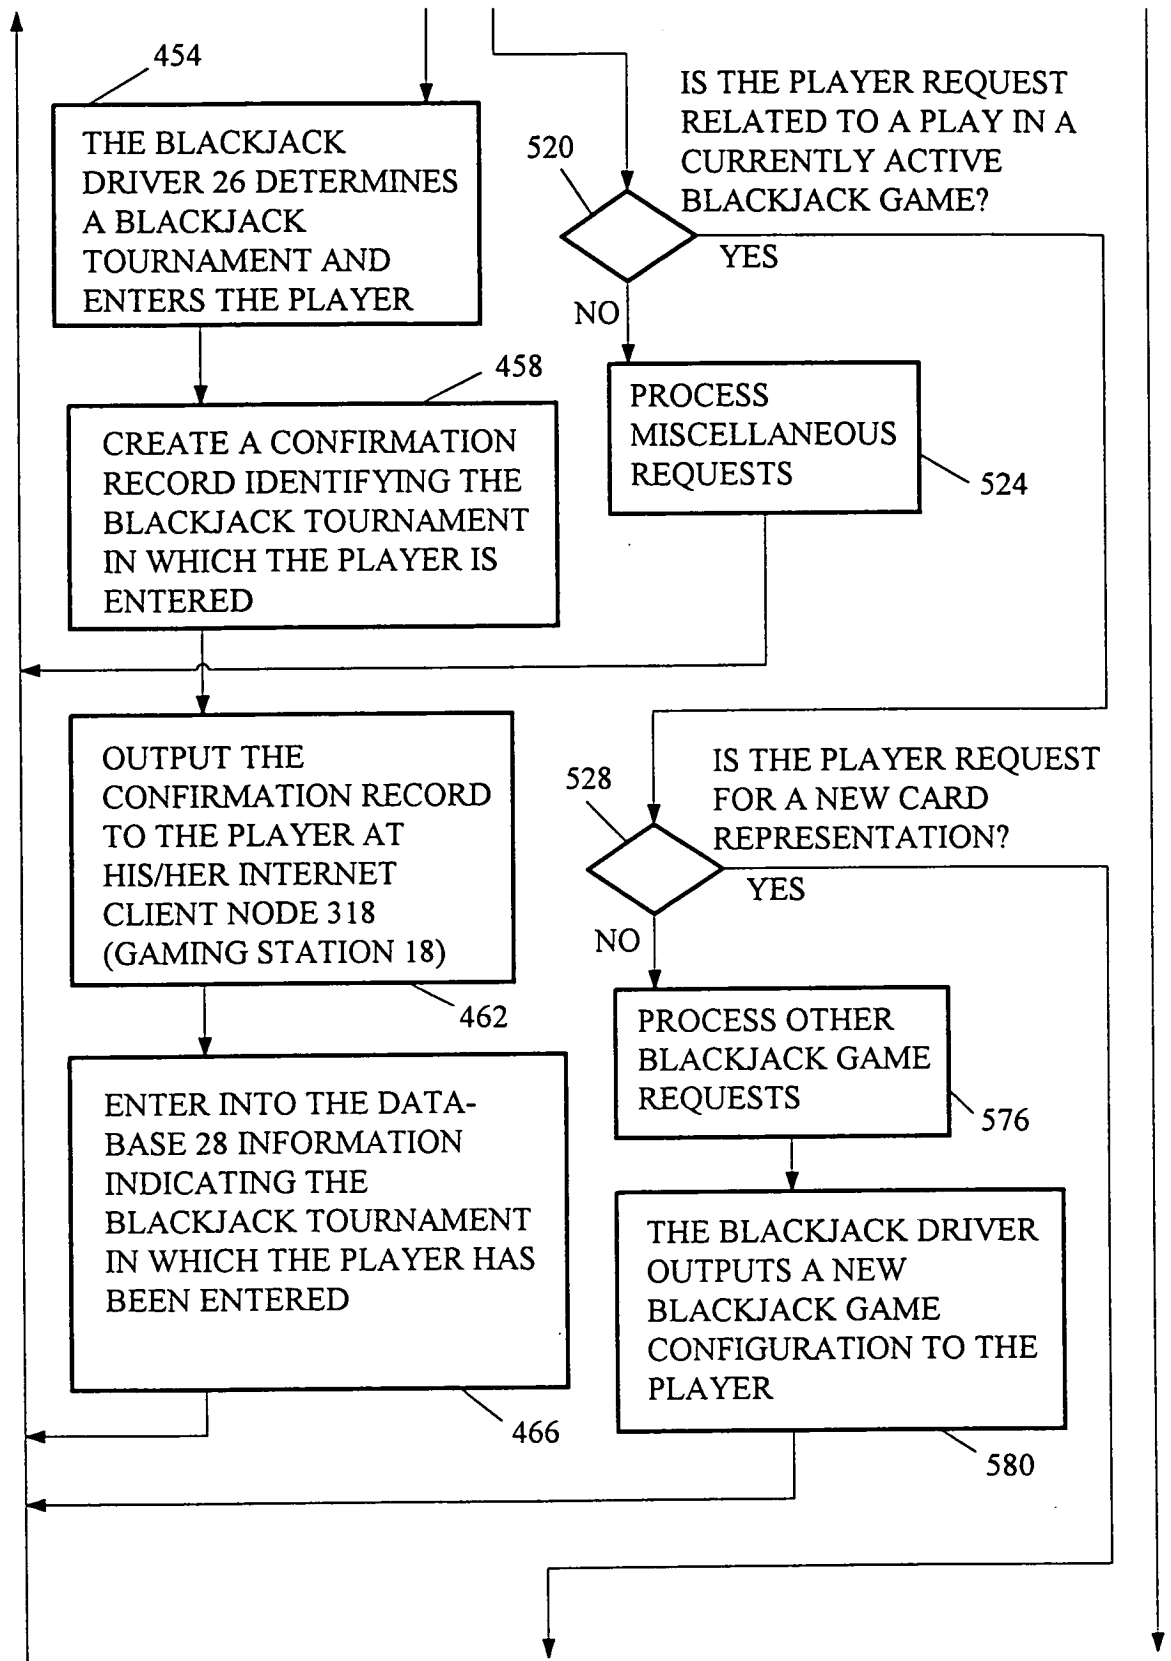 454
THE BLACKJACK
DRIVER 26 DETERMINES
A BLACKJACK
TOURNAMENT AND
ENTERS THE PLAYER
458
CREATE A CONFIRMATION
RECORD IDENTIFYING THE
BLACKJACK TOURNAMENT
IN WHICH THE PLAYER IS
ENTERED
OUTPUT THE
CONFIRMATION RECORD
TO THE PLAYER AT
HIS/HER INTERNET
CLIENT NODE 318
(GAMING STATION 18)
462
ENTER INTO THE DATA-
BASE 28 INFORMATION
INDICATING THE
BLACKJACK TOURNAMENT
IN WHICH THE PLAYER HAS
BEEN ENTERED
466
IS THE PLAYER REQUEST
RELATED TO A PLAY IN A
CURRENTLY ACTIVE
BLACKJACK GAME?
520
YES
NO
PROCESS
MISCELLANEOUS
REQUESTS
524
IS THE PLAYER REQUEST
FOR A NEW CARD
REPRESENTATION?
528
YES
NO
PROCESS OTHER
BLACKJACK GAME
REQUESTS
576
THE BLACKJACK DRIVER
OUTPUTS A NEW
BLACKJACK GAME
CONFIGURATION TO THE
PLAYER
580